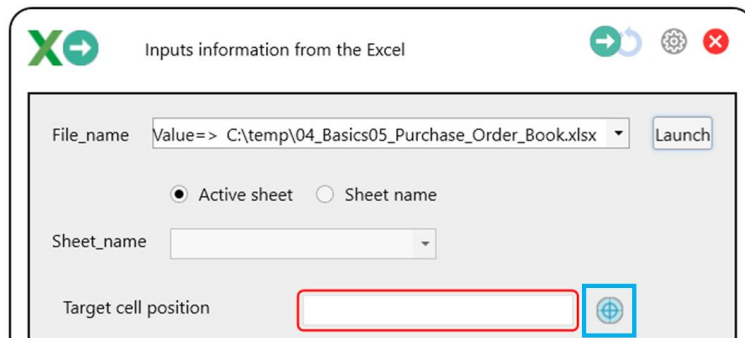 Inputs information from the Excel
File_name Value=> C:\temp\04_Basics05_Purchase_Order_Book.xlsx Launch
Active sheet Sheet name
Sheet_name
Target cell position